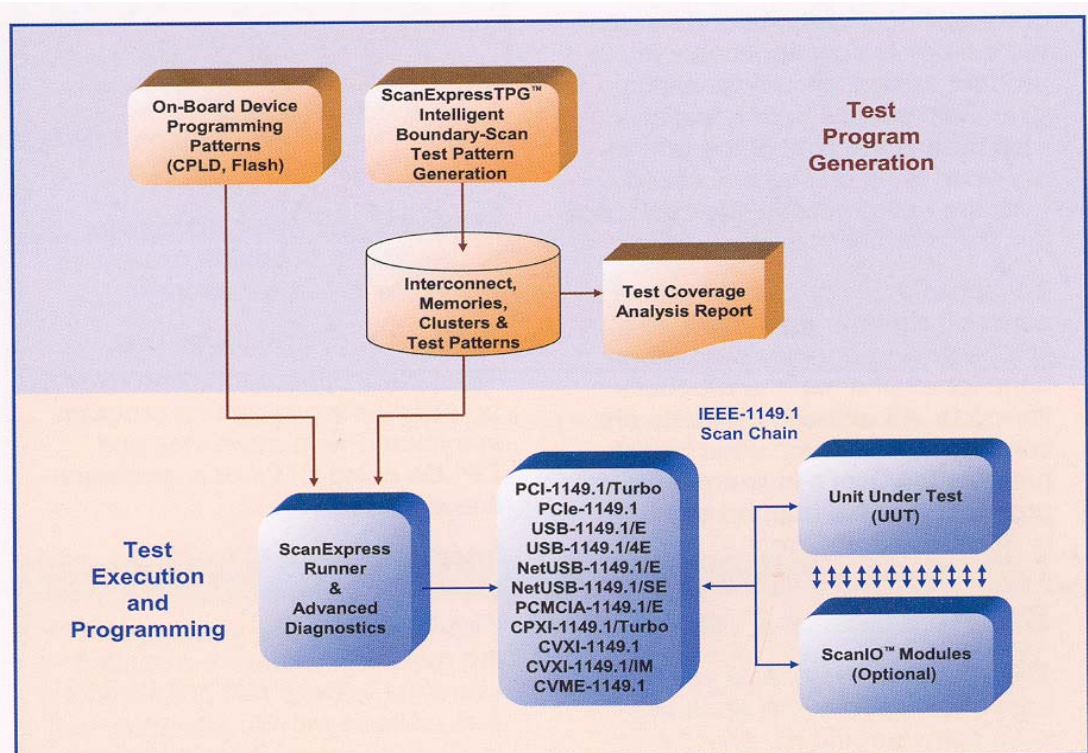 On-Board Device
Programming
Patterns
(CPLD, Flash)
ScanExpressTPG™
Intelligent
Boundary-Scan
Test Pattern
Generation
Test
Program
Generation
Interconnect,
Memories,
Clusters &
Test Patterns
Test Coverage
Analysis Report
IEEE-1149.1
Scan Chain
Test
Execution
and
Programming
ScanExpress
Runner
&
Advanced
Diagnostics
PCI-1149.1/Turbo
PCIe-1149.1
USB-1149.1/E
USB-1149.1/4E
NetUSB-1149.1/E
NetUSB-1149.1/SE
PCMCIA-1149.1/E
CPXI-1149.1/Turbo
CVXI-1149.1
CVXI-1149.1/IM
CVME-1149.1
Unit Under Test
(UUT)
ScanIO™ Modules
(Optional)